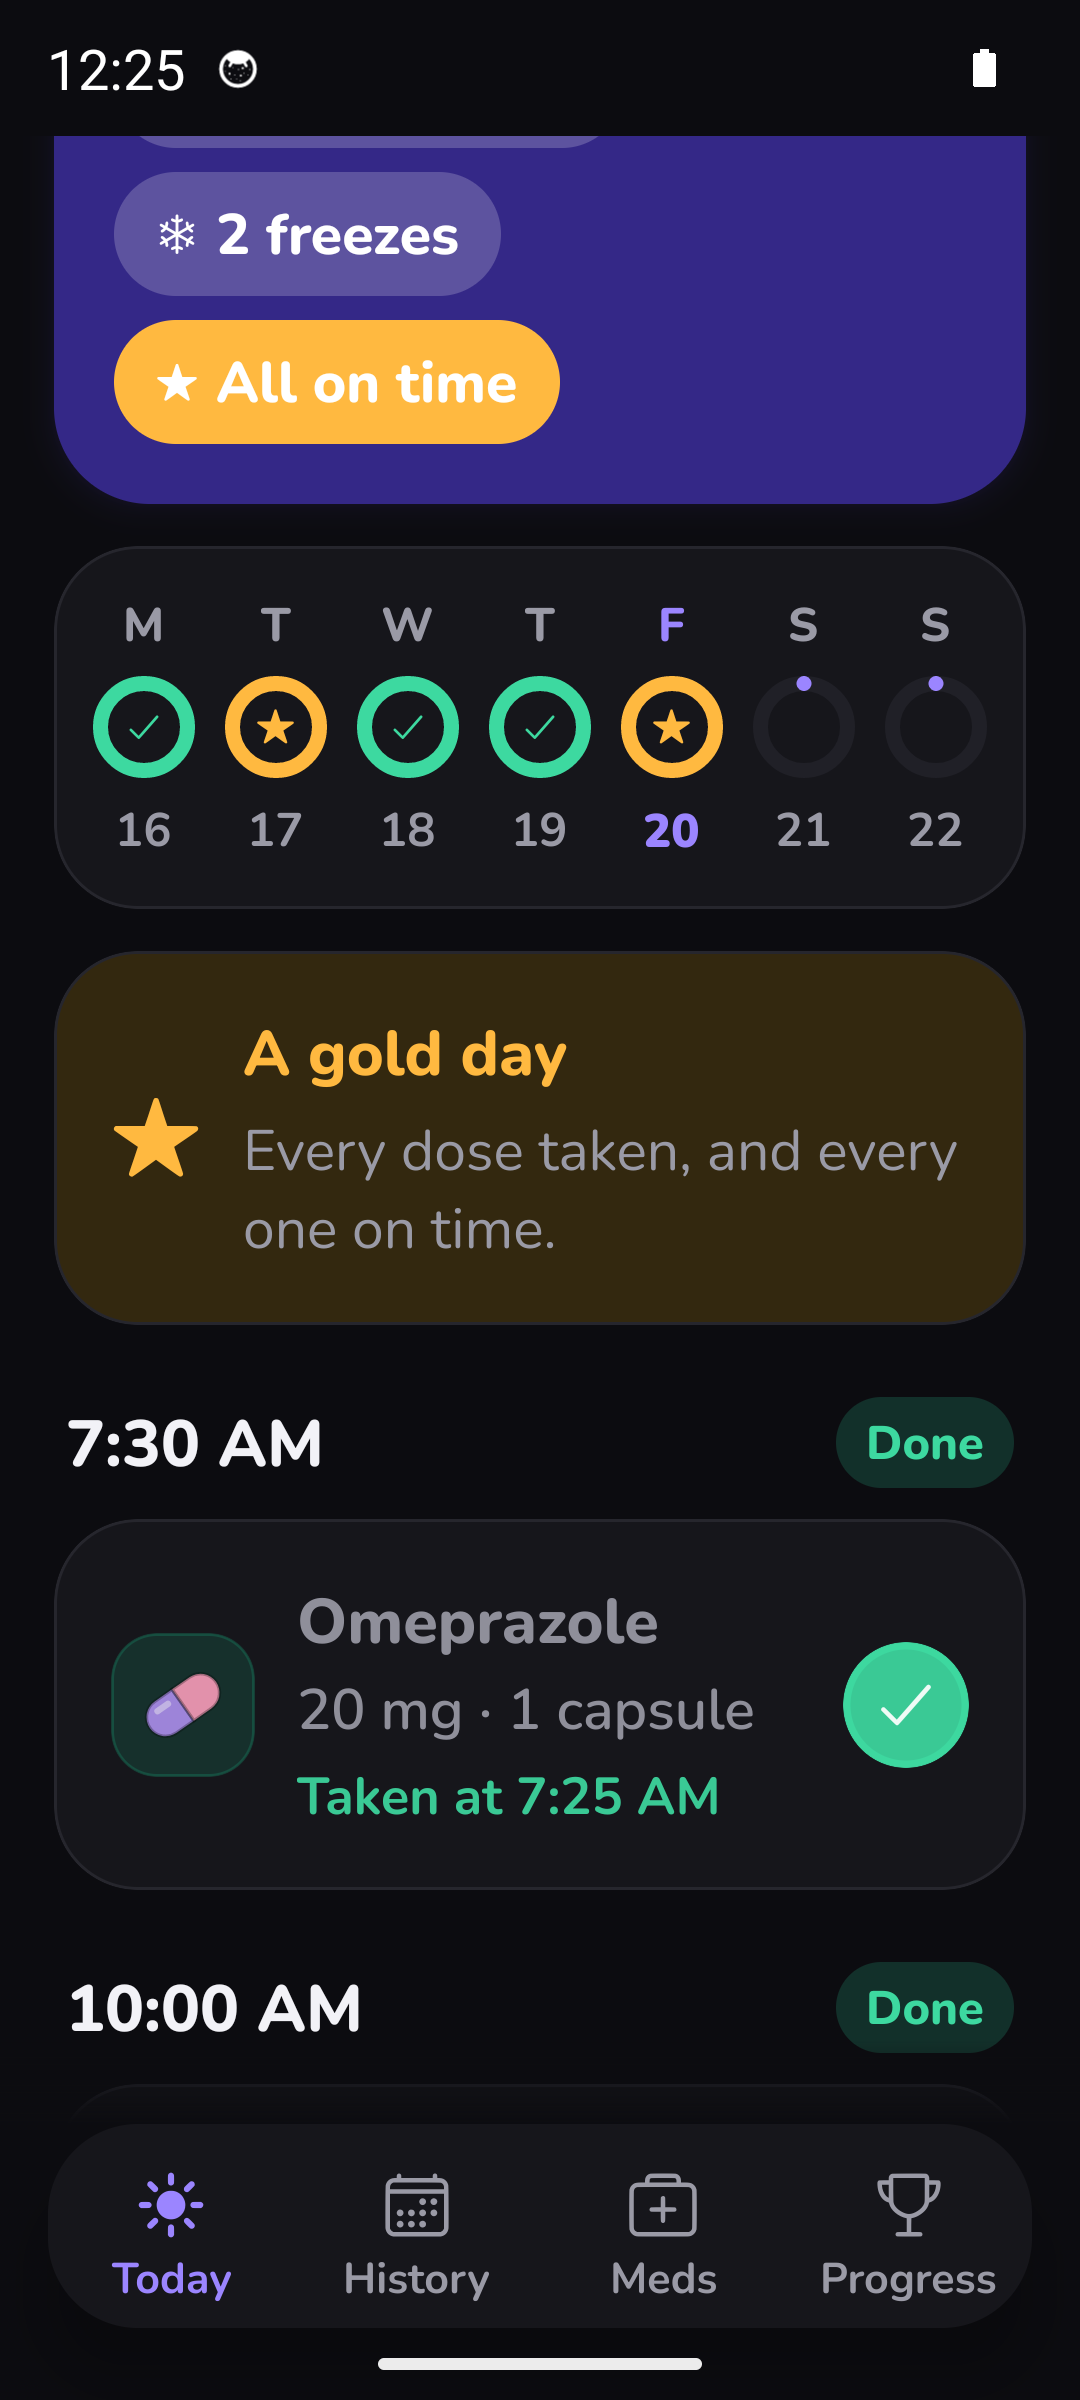 12:25
2 freezes
All on time
M T W T F S S
16 17 18 19 20 21 22
A gold day
Every dose taken, and every
one on time.
7:30 AM Done
Omeprazole
20 mg · 1 capsule
Taken at 7:25 AM
10:00 AM Done
Today History Meds Progress